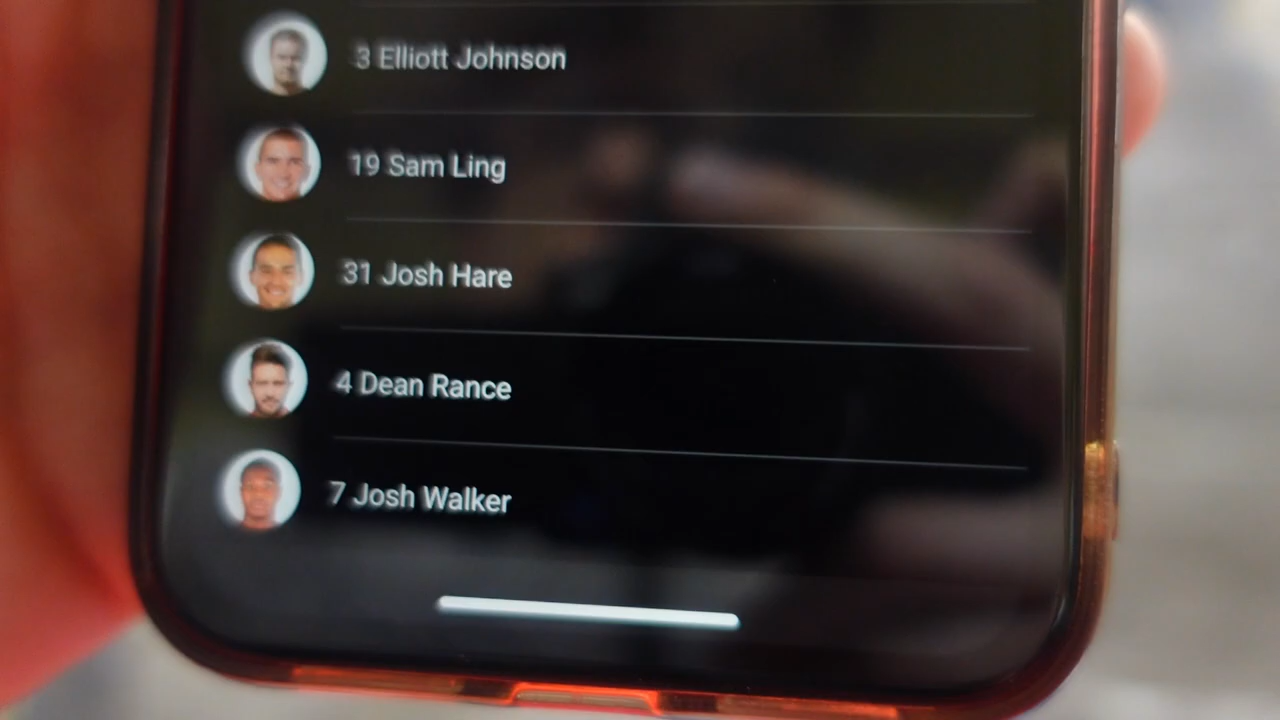 3 Elliott Johnson
19 Sam Ling
31 Josh Hare
4 Dean Rance
7 Josh Walker